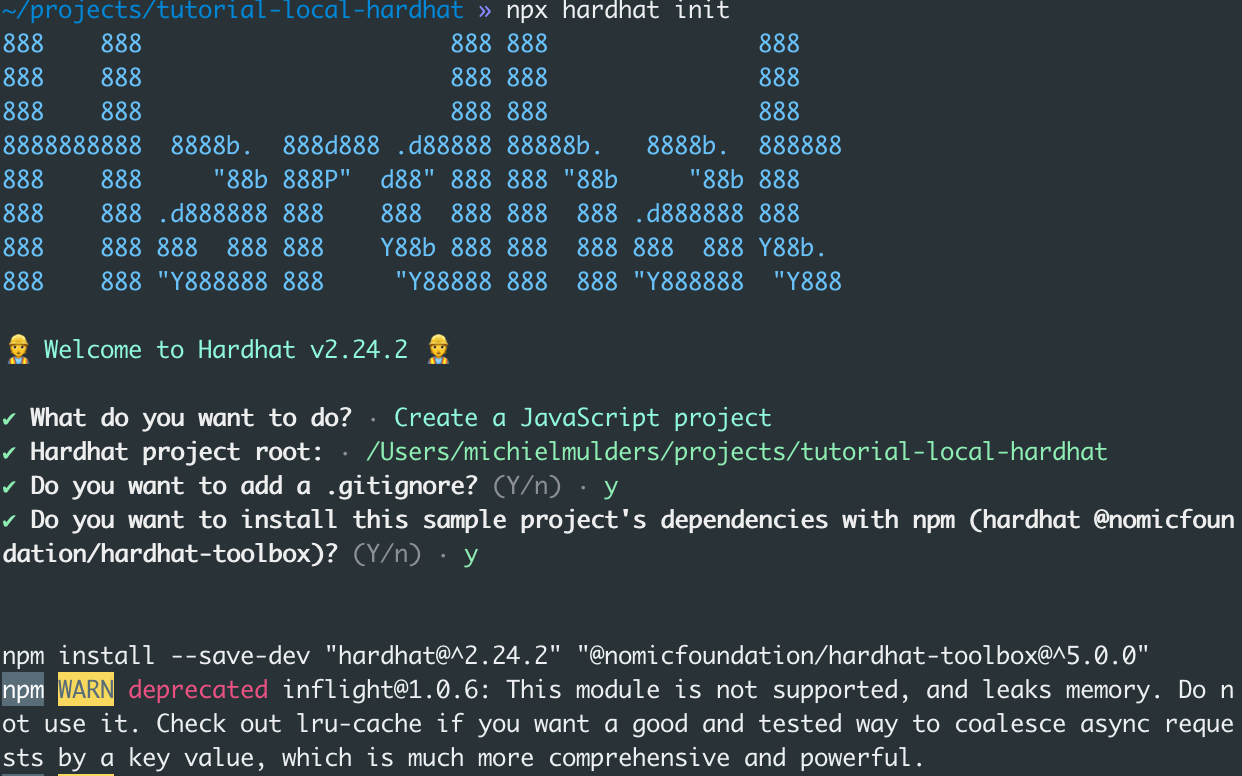 ~/projects/tutorial-local-hardhat » npx hardhat init
888    888                      888 888               888
888    888                      888 888               888
888    888                      888 888               888
8888888888  8888b.  888d888 .d88888 88888b.   8888b.  888888
888    888     "88b 888P"  d88" 888 888 "88b     "88b 888
888    888 .d888888 888    888  888 888  888 .d888888 888
888    888 888  888 888    Y88b 888 888  888 888  888 Y88b.
888    888 "Y888888 888     "Y88888 888  888 "Y888888  "Y888
👷 Welcome to Hardhat v2.24.2 👷
✔ What do you want to do? · Create a JavaScript project
✔ Hardhat project root: · /Users/michielmulders/projects/tutorial-local-hardhat
✔ Do you want to add a .gitignore? (Y/n) · y
✔ Do you want to install this sample project's dependencies with npm (hardhat @nomicfoun
dation/hardhat-toolbox)? (Y/n) · y
npm install --save-dev "hardhat@^2.24.2" "@nomicfoundation/hardhat-toolbox@^5.0.0"
npm WARN deprecated inflight@1.0.6: This module is not supported, and leaks memory. Do n
ot use it. Check out lru-cache if you want a good and tested way to coalesce async reque
sts by a key value, which is much more comprehensive and powerful.